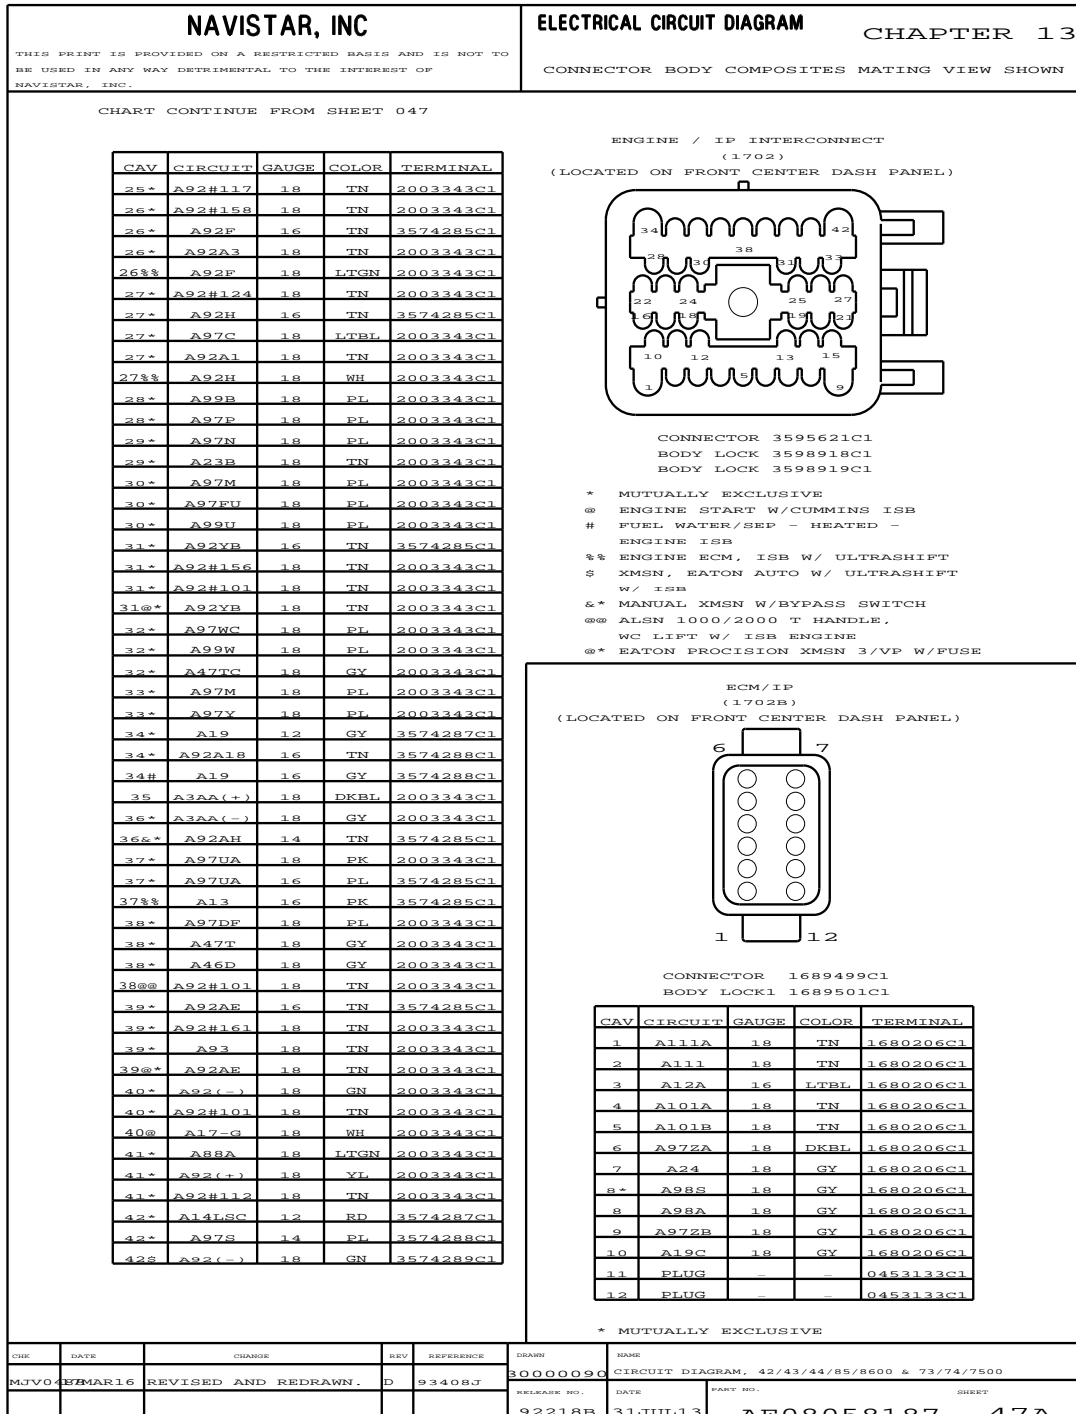 NAVISTAR, INC
THIS PRINT IS PROVIDED ON A RESTRICTED BASIS AND IS NOT TO
BE USED IN ANY WAY DETRIMENTAL TO THE INTEREST OF
NAVISTAR, INC.
ELECTRICAL CIRCUIT DIAGRAM
CHAPTER 13
CONNECTOR BODY COMPOSITES MATING VIEW SHOWN
CHART CONTINUE FROM SHEET 047
CAV CIRCUIT GAUGE COLOR TERMINAL
25* A92#117 18 TN 2003343C1
26* A92#158 18 TN 2003343C1
26* A92F 16 TN 3574285C1
26* A92A3 18 TN 2003343C1
26%% A92F 18 LTGN 2003343C1
27* A92#124 18 TN 2003343C1
27* A92H 16 TN 3574285C1
27* A97C 18 LTBL 2003343C1
27* A92A1 18 TN 2003343C1
27%% A92H 18 WH 2003343C1
28* A99B 18 PL 2003343C1
28* A97P 18 PL 2003343C1
29* A97N 18 PL 2003343C1
29* A23B 18 TN 2003343C1
30* A97M 18 PL 2003343C1
30* A97FU 18 PL 2003343C1
30* A99U 18 PL 2003343C1
31* A92YB 16 TN 3574285C1
31* A92#156 18 TN 2003343C1
31* A92#101 18 TN 2003343C1
31@* A92YB 18 TN 2003343C1
32* A97WC 18 PL 2003343C1
32* A99W 18 PL 2003343C1
32* A47TC 18 GY 2003343C1
33* A97M 18 PL 2003343C1
33* A97Y 18 PL 2003343C1
34* A19 12 GY 3574287C1
34* A92A18 16 TN 3574288C1
34# A19 16 GY 3574288C1
35 A3AA(+) 18 DKBL 2003343C1
36* A3AA(-) 18 GY 2003343C1
36&* A92AH 14 TN 3574285C1
37* A97UA 18 PK 2003343C1
37* A97UA 16 PL 3574285C1
37%% A13 16 PK 3574285C1
38* A97DF 18 PL 2003343C1
38* A47T 18 GY 2003343C1
38* A46D 18 GY 2003343C1
38@@ A92#101 18 TN 2003343C1
39* A92AE 16 TN 3574285C1
39* A92#161 18 TN 2003343C1
39* A93 18 TN 2003343C1
39@* A92AE 18 TN 2003343C1
40* A92(-) 18 GN 2003343C1
40* A92#101 18 TN 2003343C1
40@ A17-G 18 WH 2003343C1
41* A88A 18 LTGN 2003343C1
41* A92(+) 18 YL 2003343C1
41* A92#112 18 TN 2003343C1
42* A14LSC 12 RD 3574287C1
42* A97S 14 PL 3574288C1
42$ A92(-) 18 GN 3574289C1
ENGINE / IP INTERCONNECT
(1702)
(LOCATED ON FRONT CENTER DASH PANEL)
34 42
38
28 30 31 33
22 24 25 27
16 18 19 21
10 12 13 15
1 5 9
CONNECTOR 3595621C1
BODY LOCK 3598918C1
BODY LOCK 3598919C1
* MUTUALLY EXCLUSIVE
@ ENGINE START W/CUMMINS ISB
# FUEL WATER/SEP - HEATED -
ENGINE ISB
%% ENGINE ECM, ISB W/ ULTRASHIFT
$ XMSN, EATON AUTO W/ ULTRASHIFT
W/ ISB
&* MANUAL XMSN W/BYPASS SWITCH
@@ ALSN 1000/2000 T HANDLE,
WC LIFT W/ ISB ENGINE
@* EATON PROCISION XMSN 3/VP W/FUSE
ECM/IP
(1702B)
(LOCATED ON FRONT CENTER DASH PANEL)
6 7
1 12
CONNECTOR 1689499C1
BODY LOCK1 1689501C1
CAV CIRCUIT GAUGE COLOR TERMINAL
1 A111A 18 TN 1680206C1
2 A111 18 TN 1680206C1
3 A12A 16 LTBL 1680206C1
4 A101A 18 TN 1680206C1
5 A101B 18 TN 1680206C1
6 A97ZA 18 DKBL 1680206C1
7 A24 18 GY 1680206C1
8* A98S 18 GY 1680206C1
8 A98A 18 GY 1680206C1
9 A97ZB 18 GY 1680206C1
10 A19C 18 GY 1680206C1
11 PLUG - - 0453133C1
12 PLUG - - 0453133C1
* MUTUALLY EXCLUSIVE
CHK DATE CHANGE REV REFERENCE
REVISED AND REDRAWN. D 93408J
DRAWN
30000090
NAME
CIRCUIT DIAGRAM, 42/43/44/85/8600 & 73/74/7500
RELEASE NO. DATE PART NO. SHEET
92218B 31JUL13 AE08058187 47A